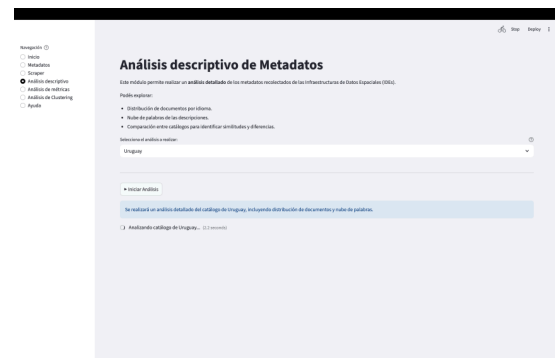 Stop Deploy
Navegación
Inicio
Metadatos
Scraper
Análisis descriptivo
Análisis de métricas
Análisis de Clustering
Ayuda
Análisis descriptivo de Metadatos
Este módulo permite realizar un análisis detallado de los metadatos recolectados de las Infraestructuras de Datos Espaciales (IDEs).
Podés explorar:
• Distribución de documentos por Idioma.
• Nube de palabras de las descripciones.
• Comparación entre catálogos para identificar similitudes y diferencias.
Selecciona el análisis a realizar:
Uruguay
Iniciar Análisis
Se realizará un análisis detallado del catálogo de Uruguay, incluyendo distribución de documentos y nube de palabras.
Analizando catálogo de Uruguay...